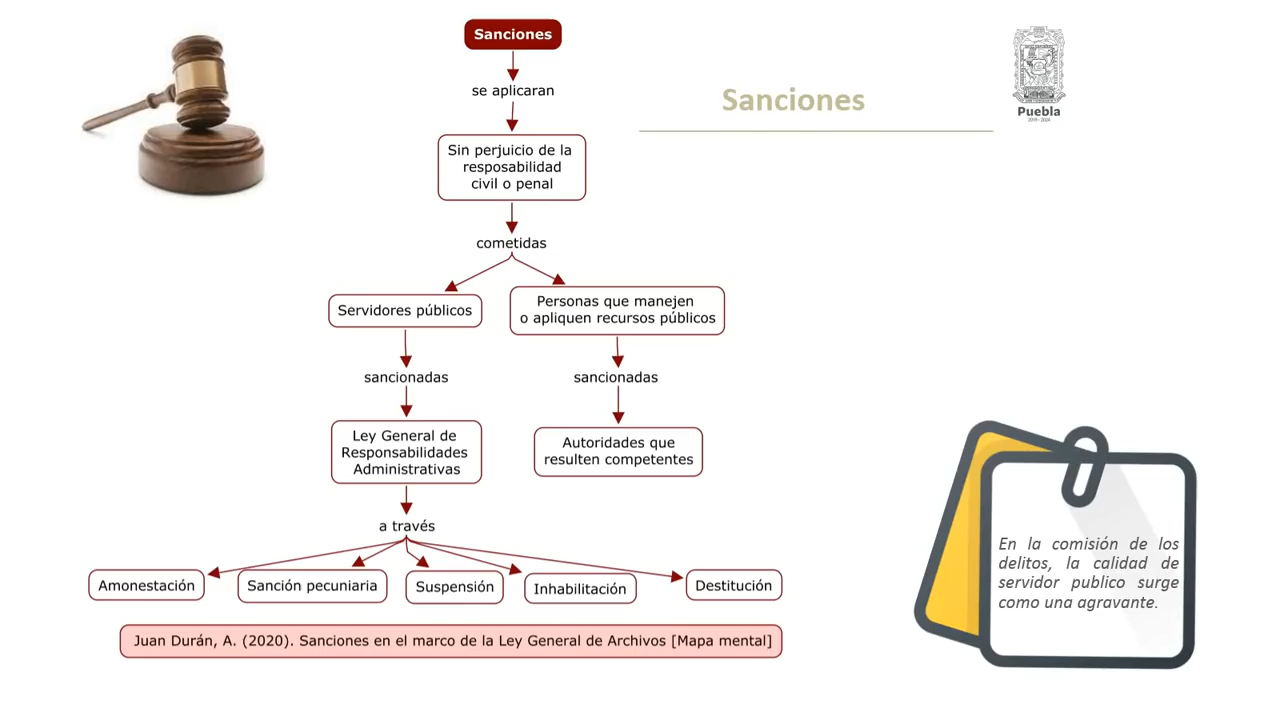 Sanciones
se aplicaran
Sin perjuicio de la
resposabilidad
civil o penal
cometidas
Servidores públicos
Personas que manejen
o apliquen recursos públicos
sancionadas
sancionadas
Ley General de
Responsabilidades
Administrativas
Autoridades que
resulten competentes
a través
Amonestación
Sanción pecuniaria
Suspensión
Inhabilitación
Destitución
Juan Durán, A. (2020). Sanciones en el marco de la Ley General de Archivos [Mapa mental]
Sanciones
Puebla
2019 - 2024
En la comisión de los
delitos, la calidad de
servidor publico surge
como una agravante.